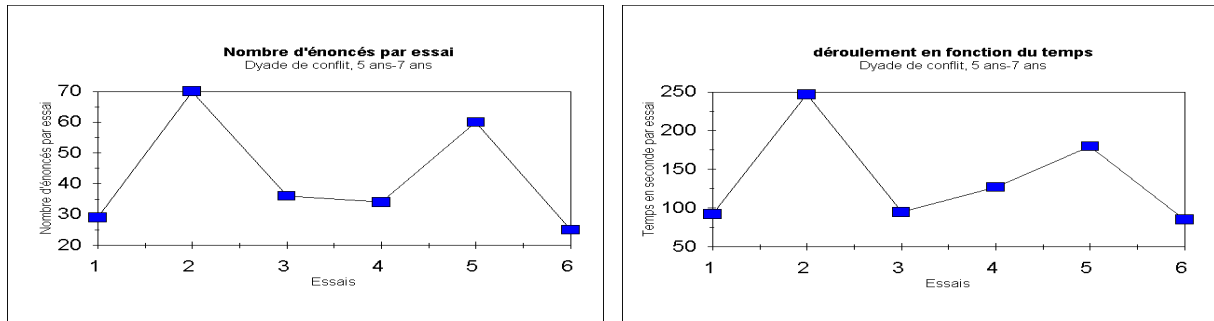 Nombre d'énoncés par essai
Dyade de conflit, 5 ans-7 ans
Nombre d'énoncés par essai
70
60
50
40
30
20
1 2 3 4 5 6
Essais
déroulement en fonction du temps
Dyade de conflit, 5 ans-7 ans
Temps en seconde par essai
250
200
150
100
50
1 2 3 4 5 6
Essais